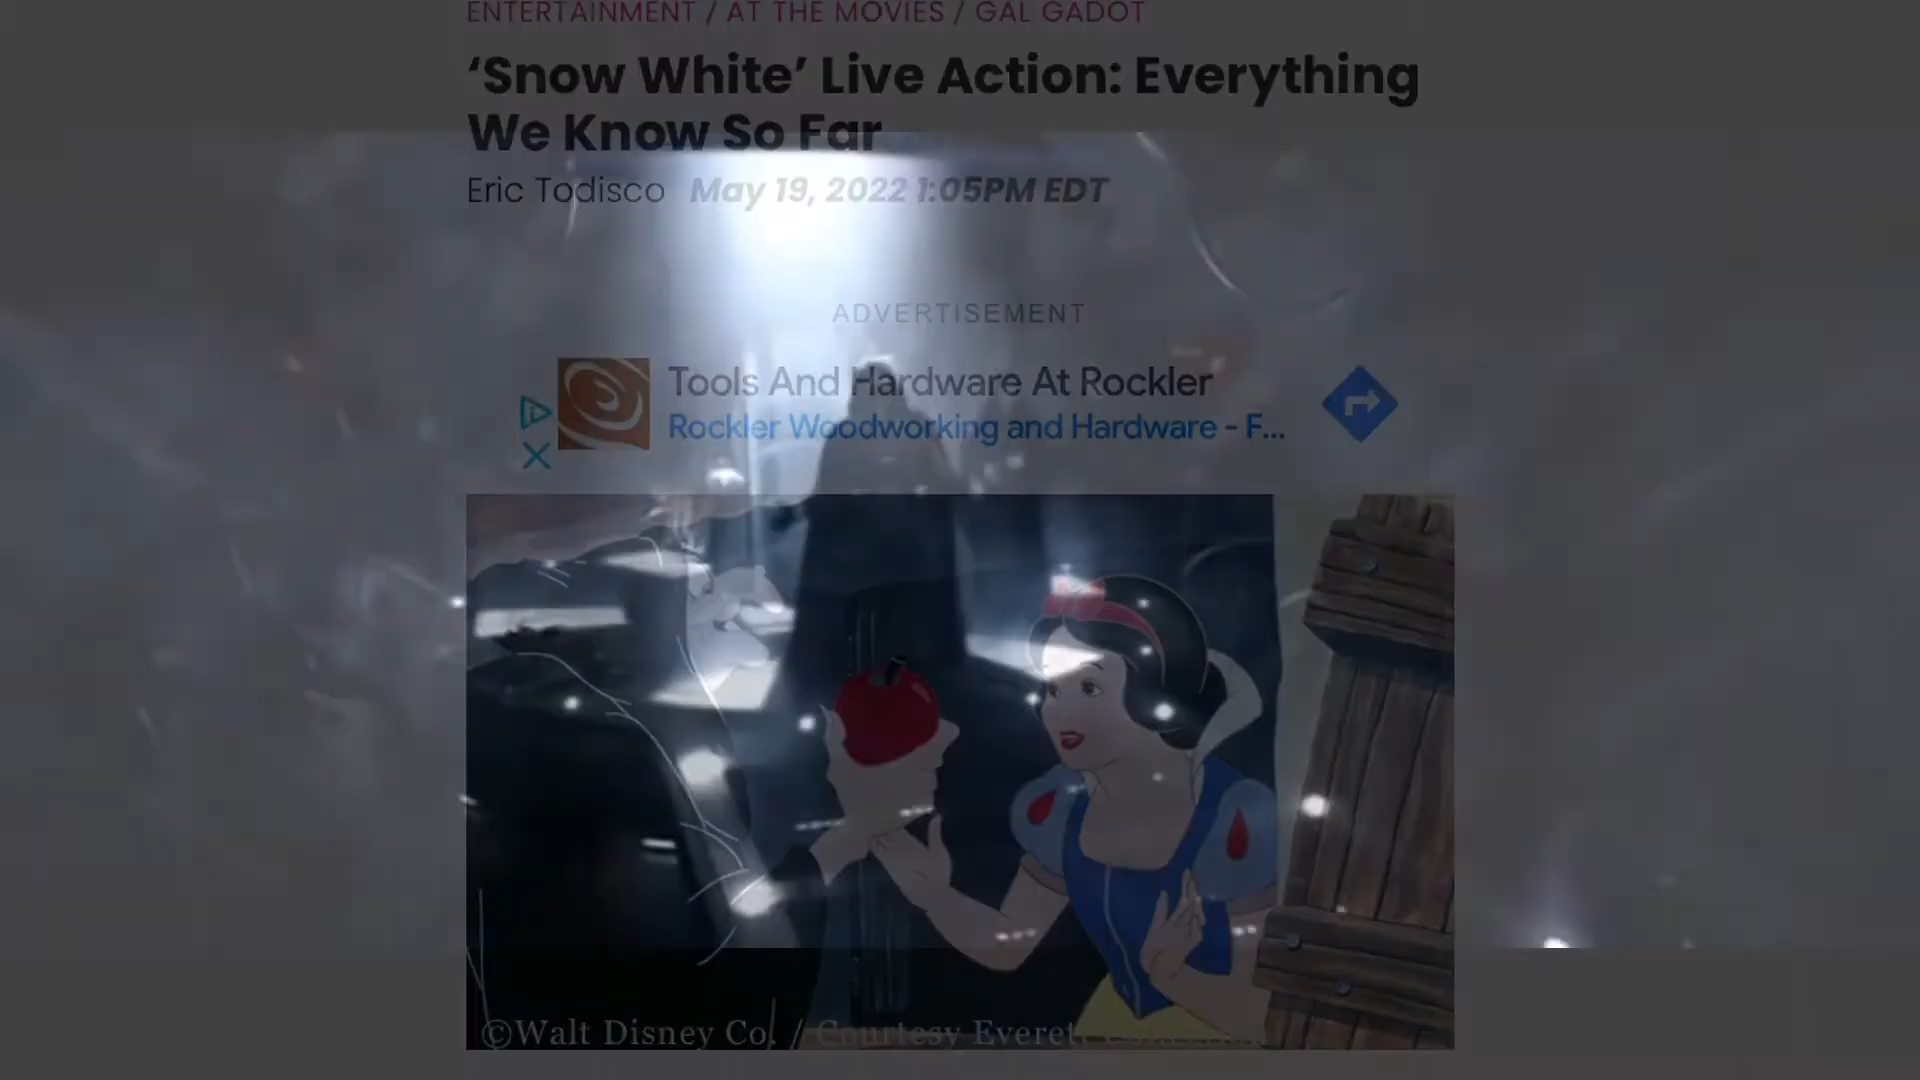 ENTERTAINMENT / AT THE MOVIES / GAL GADOT
‘Snow White’ Live Action: Everything
We Know So Far
Eric Todisco May 19, 2022 1:05PM EDT
ADVERTISEMENT
Tools And Hardware At Rockler
Rockler Woodworking and Hardware - F...
©Walt Disney Co. / Courtesy Everett